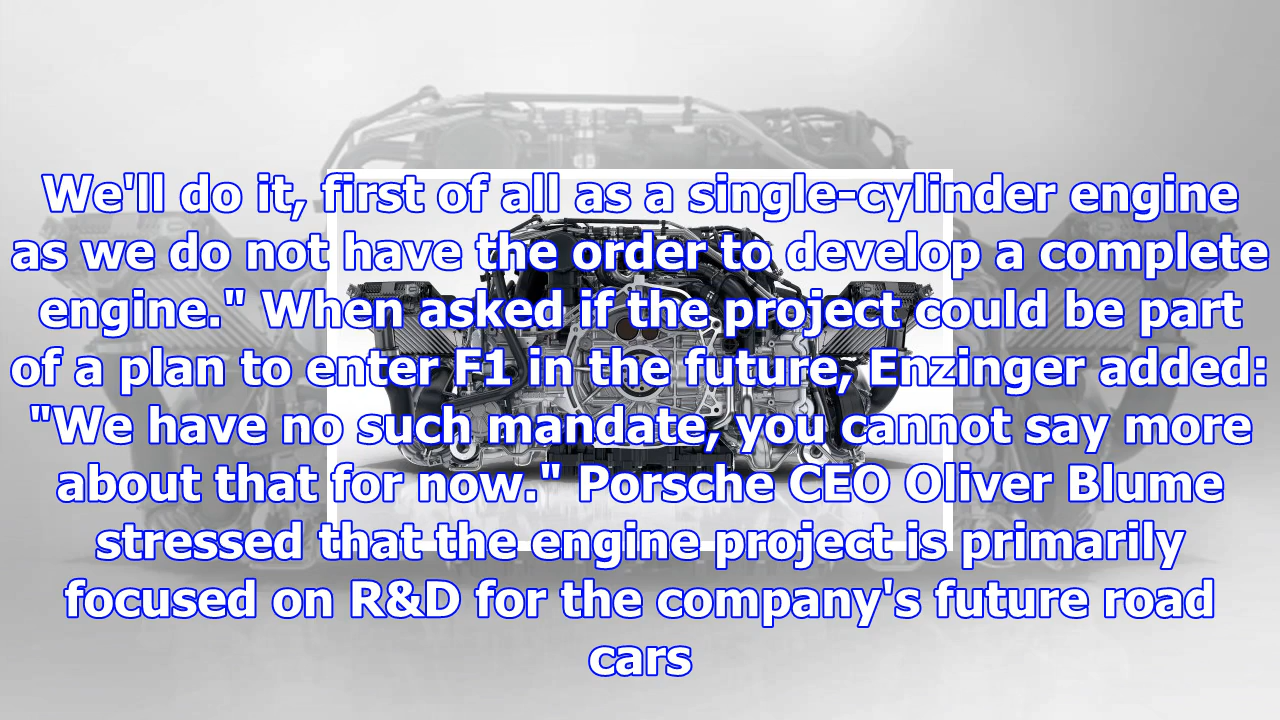 We'll do it, first of all as a single-cylinder engine
as we do not have the order to develop a complete
engine." When asked if the project could be part
of a plan to enter F1 in the future, Enzinger added:
"We have no such mandate, you cannot say more
about that for now." Porsche CEO Oliver Blume
stressed that the engine project is primarily
focused on R&D for the company's future road
cars